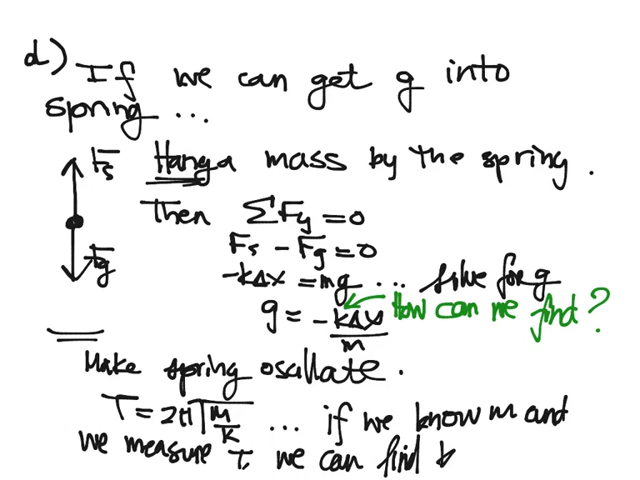 d) If we can get g into
spring ...
Fs Hang a mass by the spring.
Then ΣFy = 0
Fg Fs - Fg = 0
-kΔx = mg ... solve for g
g = -kΔx/m How can we find?
Make spring oscillate.
T = 2π√(m/k) ... if we know m and
we measure T, we can find k